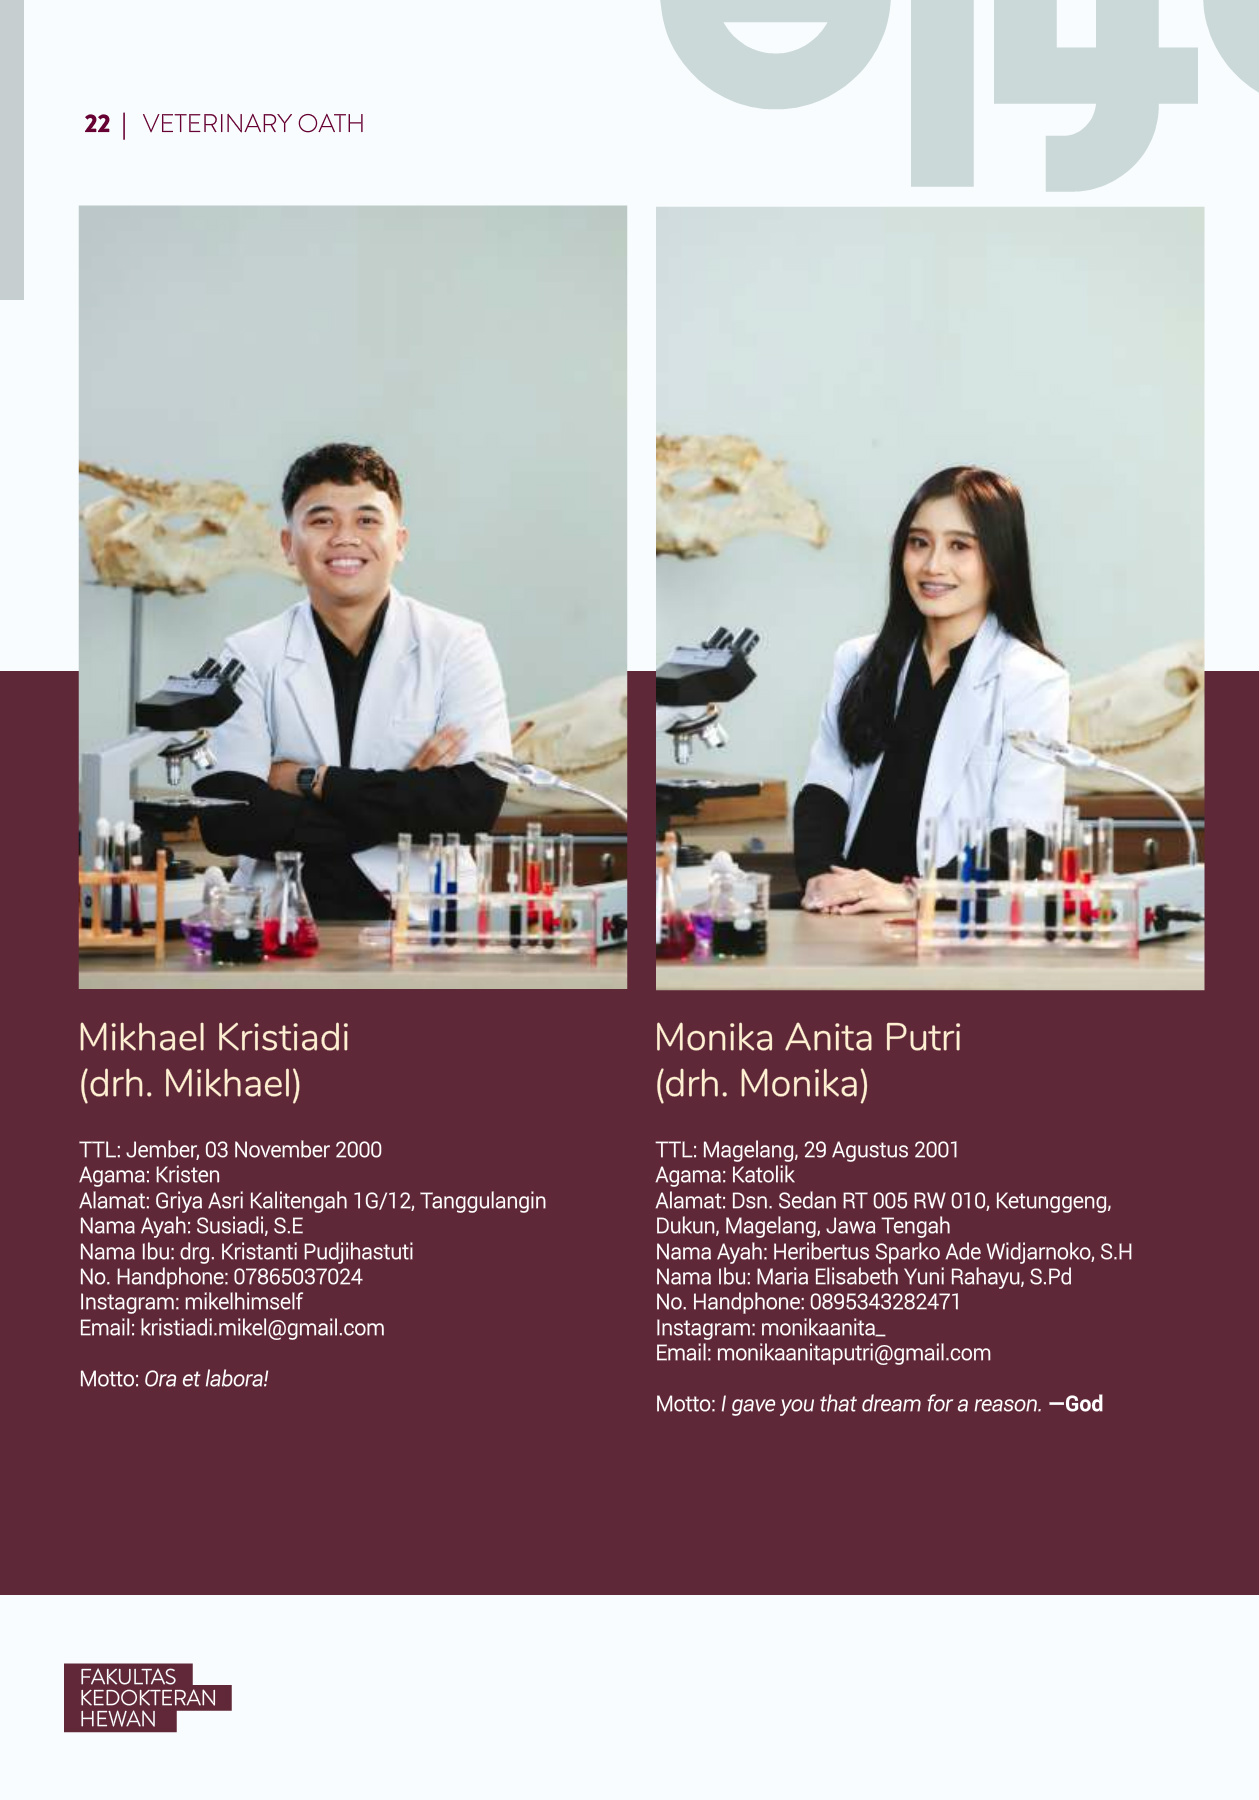 22 | VETERINARY OATH
Mikhael Kristiadi
(drh. Mikhael)
TTL: Jember, 03 November 2000
Agama: Kristen
Alamat: Griya Asri Kalitengah 1G/12, Tanggulangin
Nama Ayah: Susiadi, S.E
Nama Ibu: drg. Kristanti Pudjihastuti
No. Handphone: 07865037024
Instagram: mikelhimself
Email: kristiadi.mikel@gmail.com
Motto: Ora et labora!
Monika Anita Putri
(drh. Monika)
TTL: Magelang, 29 Agustus 2001
Agama: Katolik
Alamat: Dsn. Sedan RT 005 RW 010, Ketunggeng,
Dukun, Magelang, Jawa Tengah
Nama Ayah: Heribertus Sparko Ade Widjarnoko, S.H
Nama Ibu: Maria Elisabeth Yuni Rahayu, S.Pd
No. Handphone: 0895343282471
Instagram: monikaanita_
Email: monikaanitaputri@gmail.com
Motto: I gave you that dream for a reason. —God
FAKULTAS
KEDOKTERAN
HEWAN